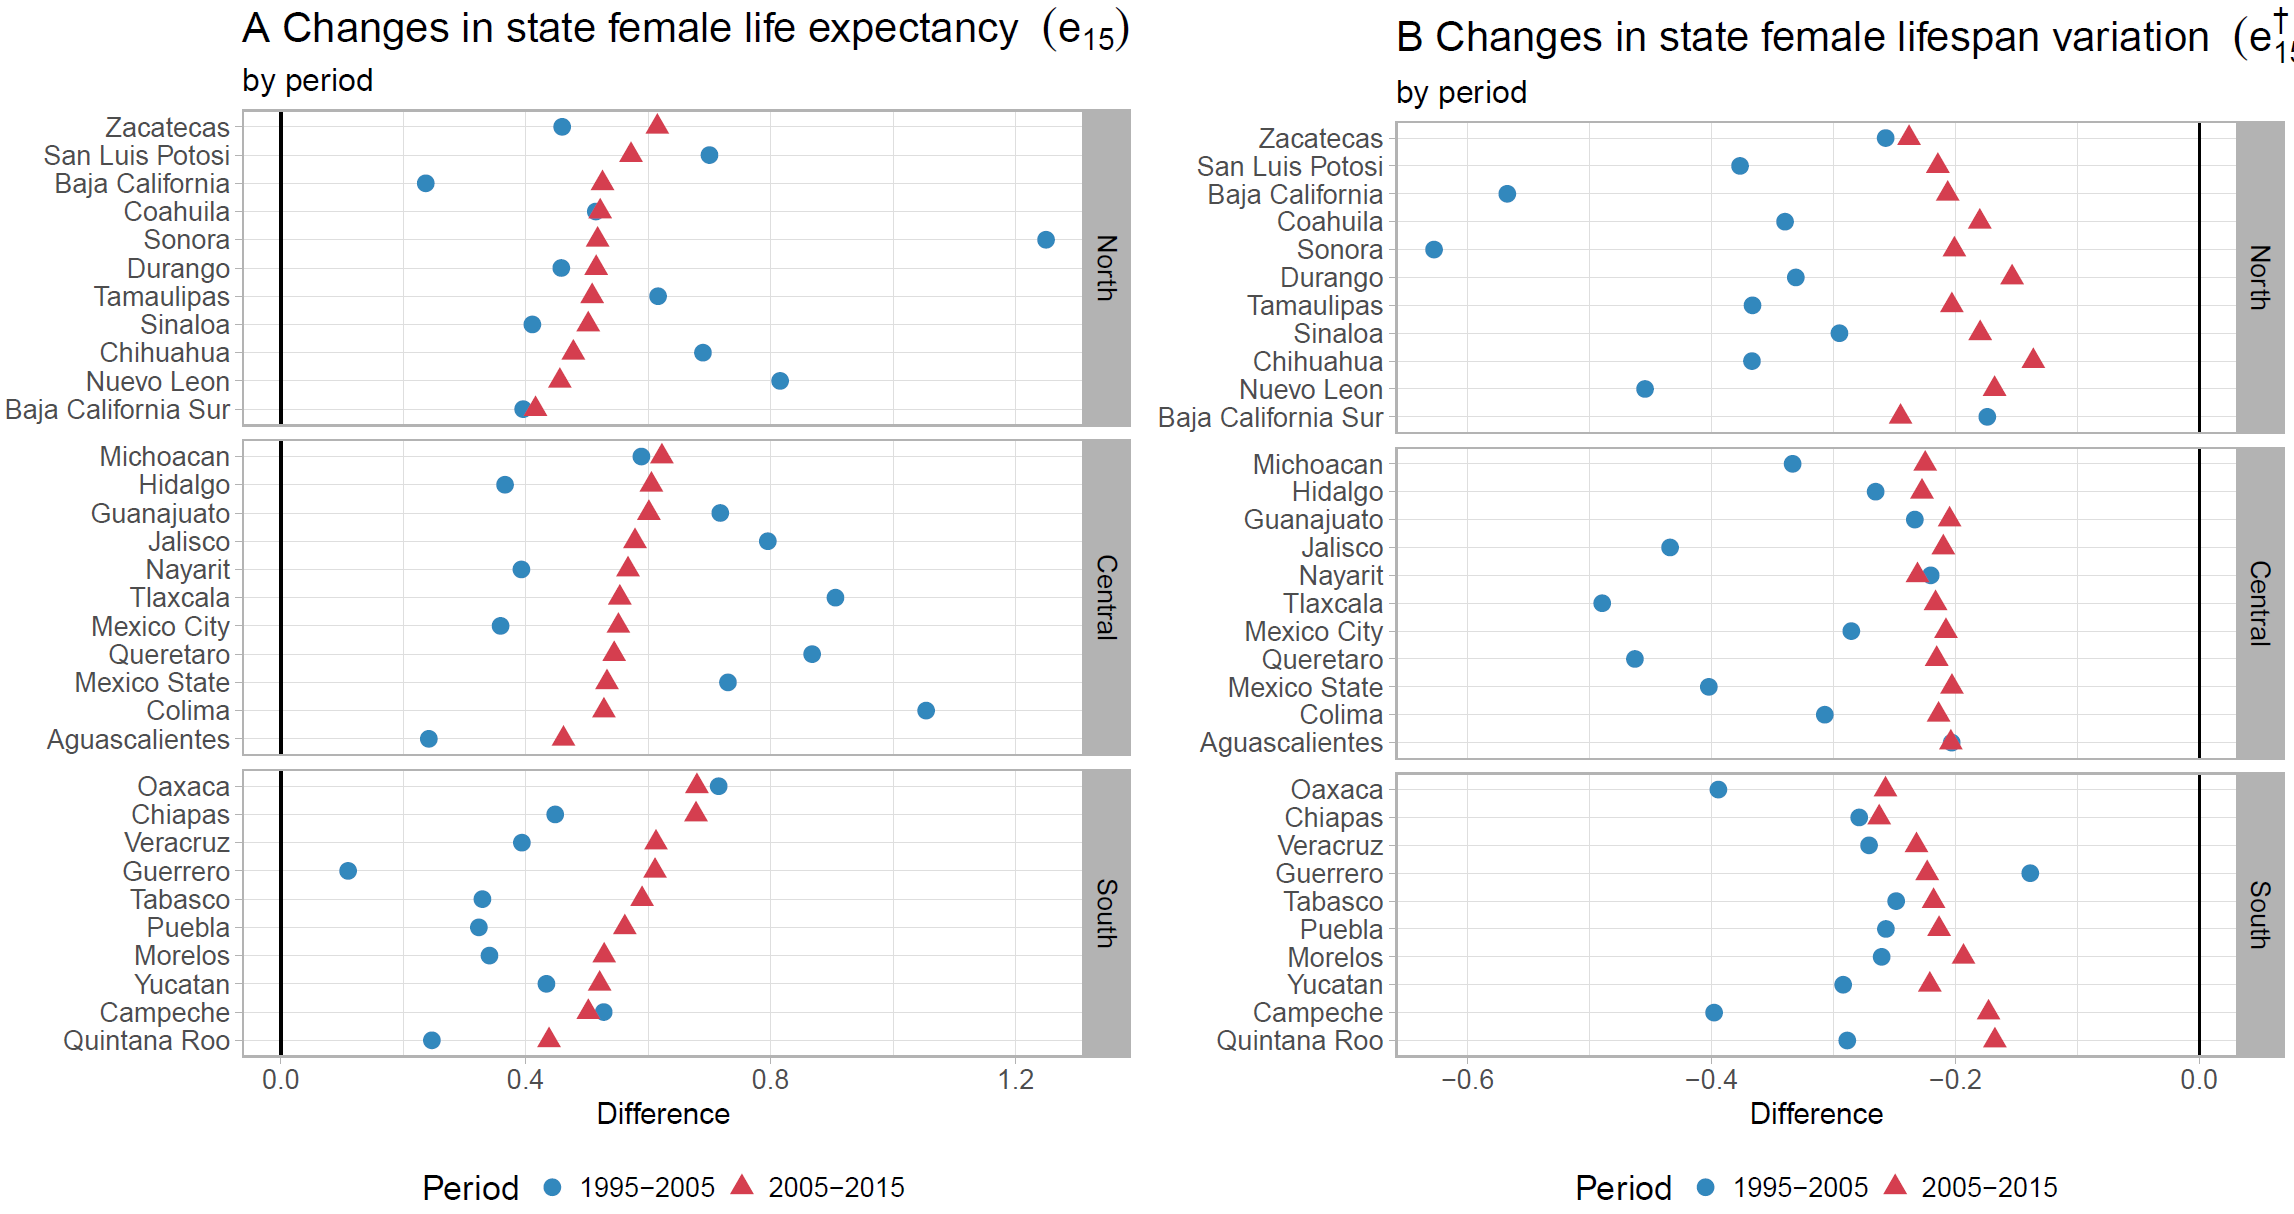 A Changes in state female life expectancy (e15)
by period
Zacatecas
San Luis Potosi
Baja California
Coahuila
Sonora
Durango
Tamaulipas
Sinaloa
Chihuahua
Nuevo Leon
Baja California Sur
North
Michoacan
Hidalgo
Guanajuato
Jalisco
Nayarit
Tlaxcala
Mexico City
Queretaro
Mexico State
Colima
Aguascalientes
Central
Oaxaca
Chiapas
Veracruz
Guerrero
Tabasco
Puebla
Morelos
Yucatan
Campeche
Quintana Roo
South
0.0 0.4 0.8 1.2
Difference
Period 1995−2005 2005−2015
B Changes in state female lifespan variation (e†15
by period
Zacatecas
San Luis Potosi
Baja California
Coahuila
Sonora
Durango
Tamaulipas
Sinaloa
Chihuahua
Nuevo Leon
Baja California Sur
North
Michoacan
Hidalgo
Guanajuato
Jalisco
Nayarit
Tlaxcala
Mexico City
Queretaro
Mexico State
Colima
Aguascalientes
Central
Oaxaca
Chiapas
Veracruz
Guerrero
Tabasco
Puebla
Morelos
Yucatan
Campeche
Quintana Roo
South
−0.6 −0.4 −0.2 0.0
Difference
Period 1995−2005 2005−2015